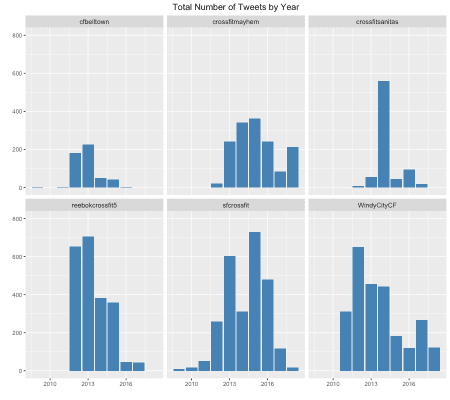 Total Number of Tweets by Year
cfbelltown crossfitmayhem crossfitsanitas
800
600
400
200
0
reebokcrossfit5 sfcrossfit WindyCityCF
800
600
400
200
0
2010 2013 2016 2010 2013 2016 2010 2013 2016